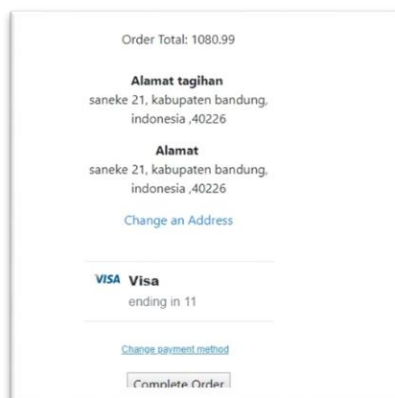 Order Total: 1080.99
Alamat tagihan
saneke 21, kabupaten bandung,
indonesia ,40226
Alamat
saneke 21, kabupaten bandung,
indonesia ,40226
Change an Address
VISA Visa
ending in 11
Change payment method
Complete Order